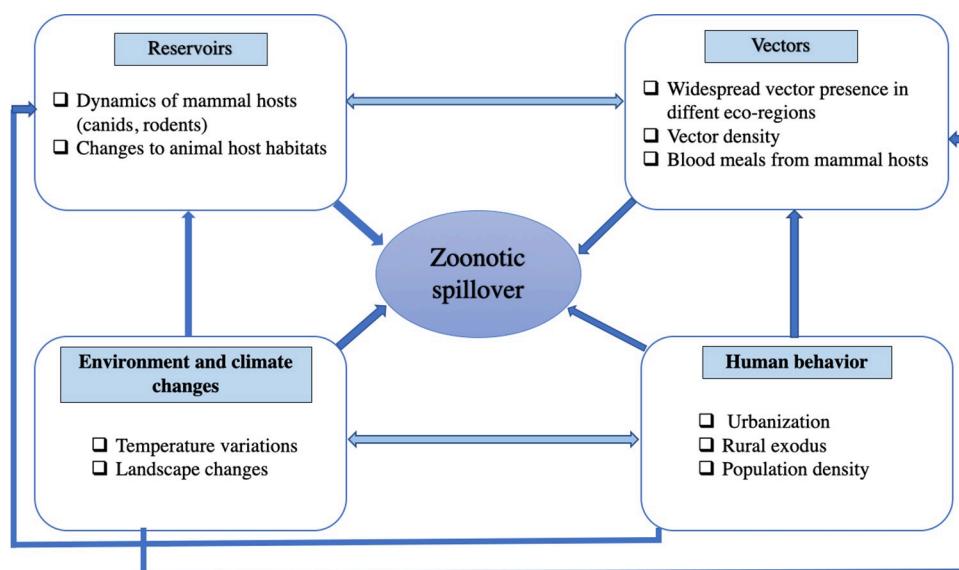 Reservoirs
❑ Dynamics of mammal hosts
(canids, rodents)
❑ Changes to animal host habitats
Vectors
❑ Widespread vector presence in
diffent eco-regions
❑ Vector density
❑ Blood meals from mammal hosts
Zoonotic
spillover
Environment and climate
changes
❑ Temperature variations
❑ Landscape changes
Human behavior
❑ Urbanization
❑ Rural exodus
❑ Population density